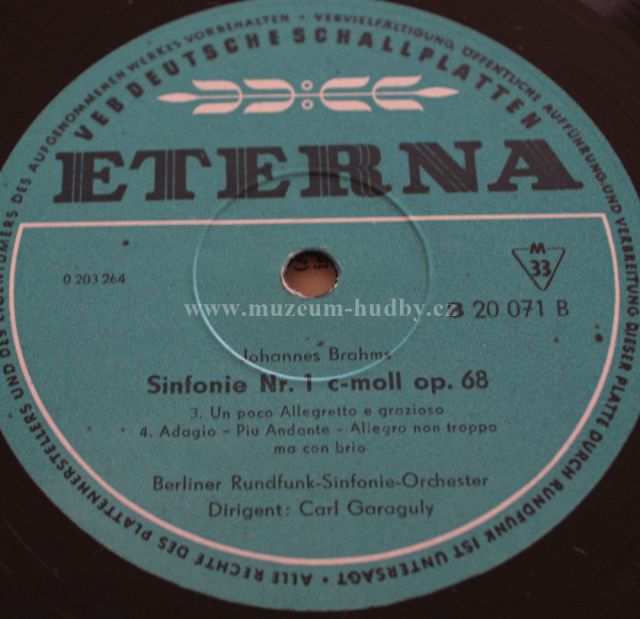 ALLE RECHTE DES PLATTENHERSTELLERS UND DES EIGENTÜMERS DES AUFGENOMMENEN WERKES VORBEHALTEN • VERVIELFÄLTIGUNG, ÖFFENTLICHE AUFFÜHRUNG UND VERBREITUNG DIESER PLATTE DURCH RUNDFUNK IST UNTERSAGT •
VEB DEUTSCHE SCHALLPLATTEN
ETERNA
0 203 264
M
33
www.muzeum-hudby.cz
B 20 071 B
Johannes Brahms
Sinfonie Nr. 1 c-moll op. 68
3. Un poco Allegretto e grazioso
4. Adagio – Piu Andante – Allegro non troppo
ma con brio
Berliner Rundfunk-Sinfonie-Orchester
Dirigent: Carl Garaguly